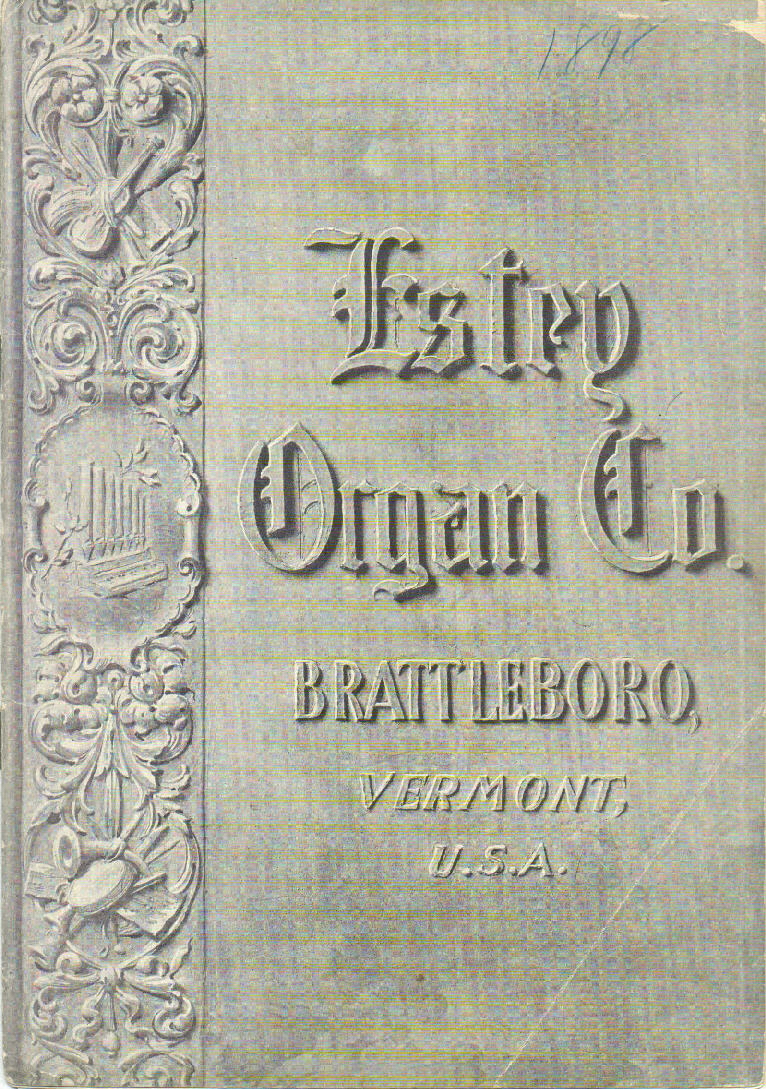 1898
Estey
Organ Co.
BRATTLEBORO,
VERMONT,
U.S.A.